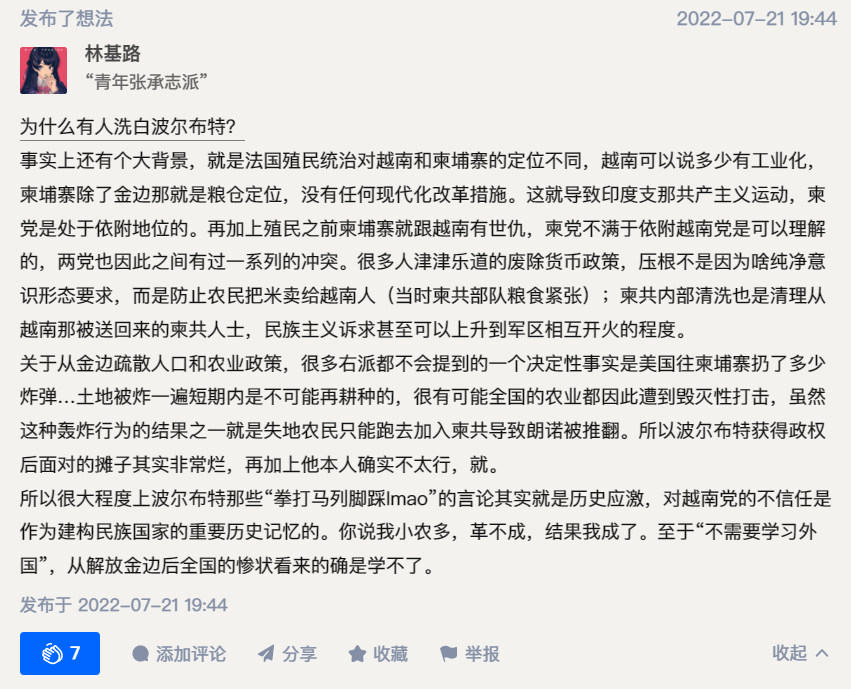 发布了想法
2022-07-21 19:44
林基路
“青年张承志派”
为什么有人洗白波尔布特?
事实上还有个大背景，就是法国殖民统治对越南和柬埔寨的定位不同，越南可以说多少有工业化，
柬埔寨除了金边那就是粮仓定位，没有任何现代化改革措施。这就导致印度支那共产主义运动，柬
党是处于依附地位的。再加上殖民之前柬埔寨就跟越南有世仇，柬党不满于依附越南党是可以理解
的，两党也因此之间有过一系列的冲突。很多人津津乐道的废除货币政策，压根不是因为啥纯净意
识形态要求，而是防止农民把米卖给越南人（当时柬共部队粮食紧张）；柬共内部清洗也是清理从
越南那被送回来的柬共人士，民族主义诉求甚至可以上升到军区相互开火的程度。
关于从金边疏散人口和农业政策，很多右派都不会提到的一个决定性事实是美国往柬埔寨扔了多少
炸弹…土地被炸一遍短期内是不可能再耕种的，很有可能全国的农业都因此遭到毁灭性打击，虽然
这种轰炸行为的结果之一就是失地农民只能跑去加入柬共导致朗诺被推翻。所以波尔布特获得政权
后面对的摊子其实非常烂，再加上他本人确实不太行，就。
所以很大程度上波尔布特那些“拳打马列脚踩lmao”的言论其实就是历史应激，对越南党的不信任是
作为建构民族国家的重要历史记忆的。你说我小农多，革不成，结果我成了。至于“不需要学习外
国”，从解放金边后全国的惨状看来的确是学不了。
发布于 2022-07-21 19:44
7
添加评论
分享
收藏
举报
收起